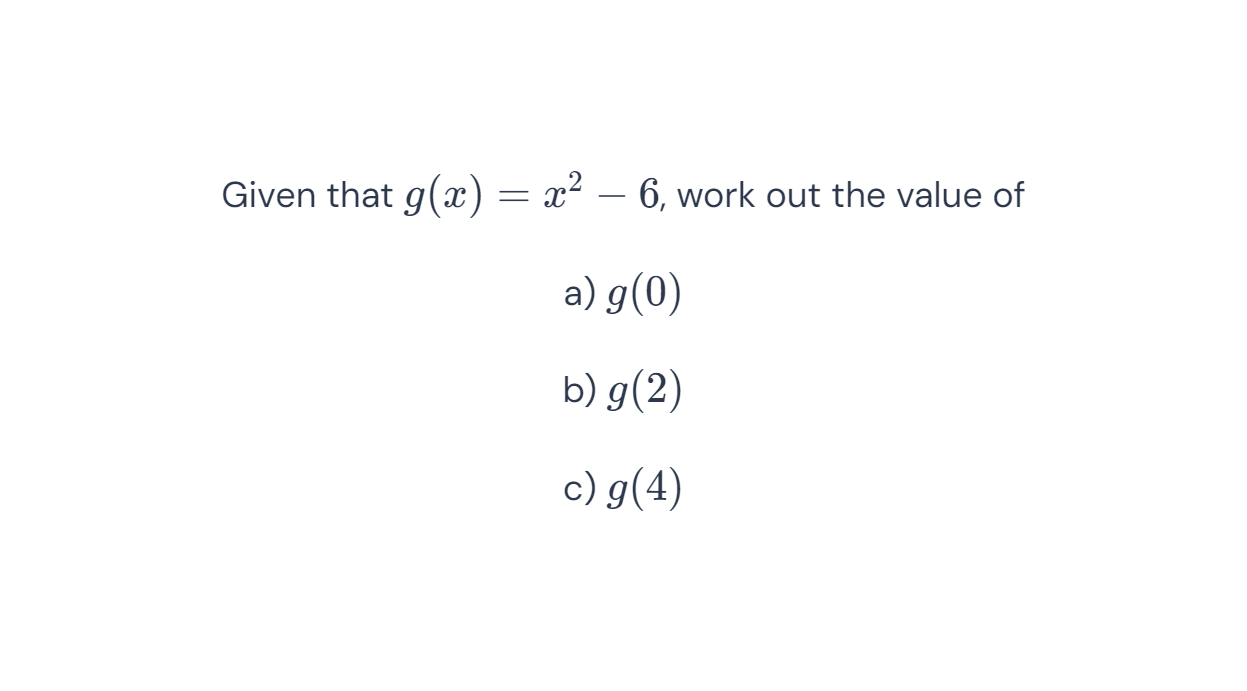 Given that g(x) = x² − 6, work out the value of
a) g(0)
b) g(2)
c) g(4)